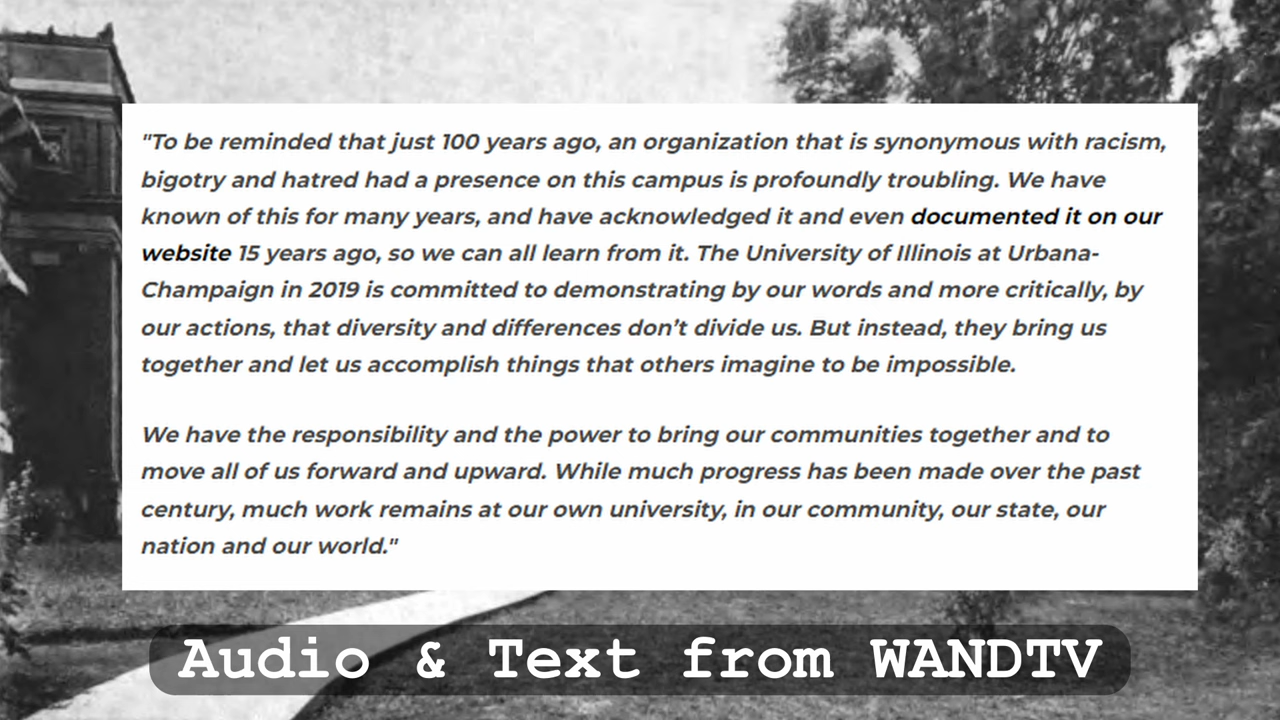 "To be reminded that just 100 years ago, an organization that is synonymous with racism,
bigotry and hatred had a presence on this campus is profoundly troubling. We have
known of this for many years, and have acknowledged it and even documented it on our
website 15 years ago, so we can all learn from it. The University of Illinois at Urbana-
Champaign in 2019 is committed to demonstrating by our words and more critically, by
our actions, that diversity and differences don't divide us. But instead, they bring us
together and let us accomplish things that others imagine to be impossible.
We have the responsibility and the power to bring our communities together and to
move all of us forward and upward. While much progress has been made over the past
century, much work remains at our own university, in our community, our state, our
nation and our world."
Audio & Text from WANDTV